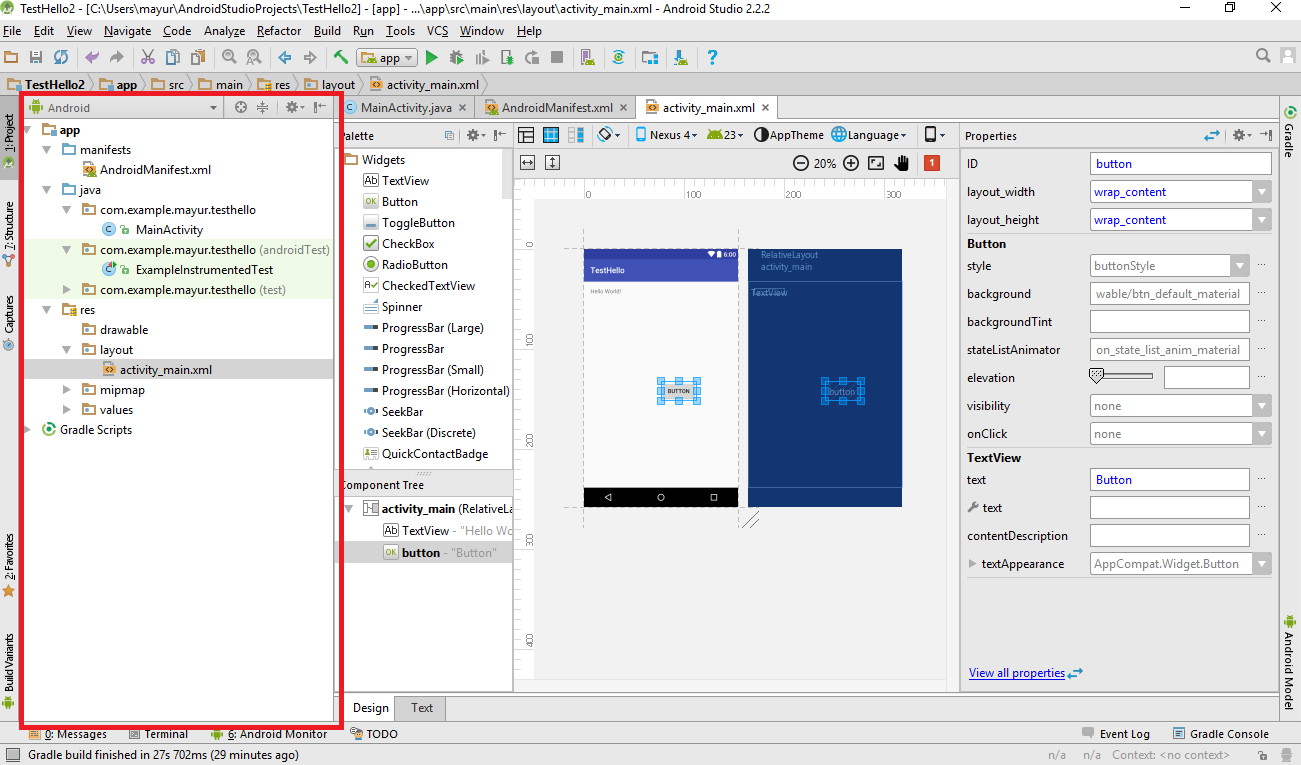 TestHello2 - [C:\Users\mayur\AndroidStudioProjects\TestHello2] - [app] - ...\app\src\main\res\layout\activity_main.xml - Android Studio 2.2.2
File Edit View Navigate Code Analyze Refactor Build Run Tools VCS Window Help
app
TestHello2 app src main res layout activity_main.xml
1: Project
7: Structure
Captures
2: Favorites
Build Variants
Android
app
manifests
AndroidManifest.xml
java
com.example.mayur.testhello
MainActivity
com.example.mayur.testhello (androidTest)
ExampleInstrumentedTest
com.example.mayur.testhello (test)
res
drawable
layout
activity_main.xml
mipmap
values
Gradle Scripts
MainActivity.java AndroidManifest.xml activity_main.xml
Palette
Widgets
TextView
Button
ToggleButton
CheckBox
RadioButton
CheckedTextView
Spinner
ProgressBar (Large)
ProgressBar
ProgressBar (Small)
ProgressBar (Horizontal)
SeekBar
SeekBar (Discrete)
QuickContactBadge
Component Tree
activity_main (RelativeLa
TextView - "Hello Wo
button - "Button"
Nexus 4 23 AppTheme Language
20% 1
0 100 200 300
0
100
200
300
400
6:00
TestHello
Hello World!
BUTTON
RelativeLayout
activity_main
TextView
button
Properties
ID button
layout_width wrap_content
layout_height wrap_content
Button
style buttonStyle ...
background wable/btn_default_material ...
backgroundTint ...
stateListAnimator on_state_list_anim_material ...
elevation ...
visibility none
onClick none
TextView
text Button ...
text ...
contentDescription ...
textAppearance AppCompat.Widget.Button
View all properties
Gradle
Android Model
Design Text
0: Messages Terminal 6: Android Monitor TODO Event Log Gradle Console
Gradle build finished in 27s 702ms (29 minutes ago) n/a n/a Context: <no context>